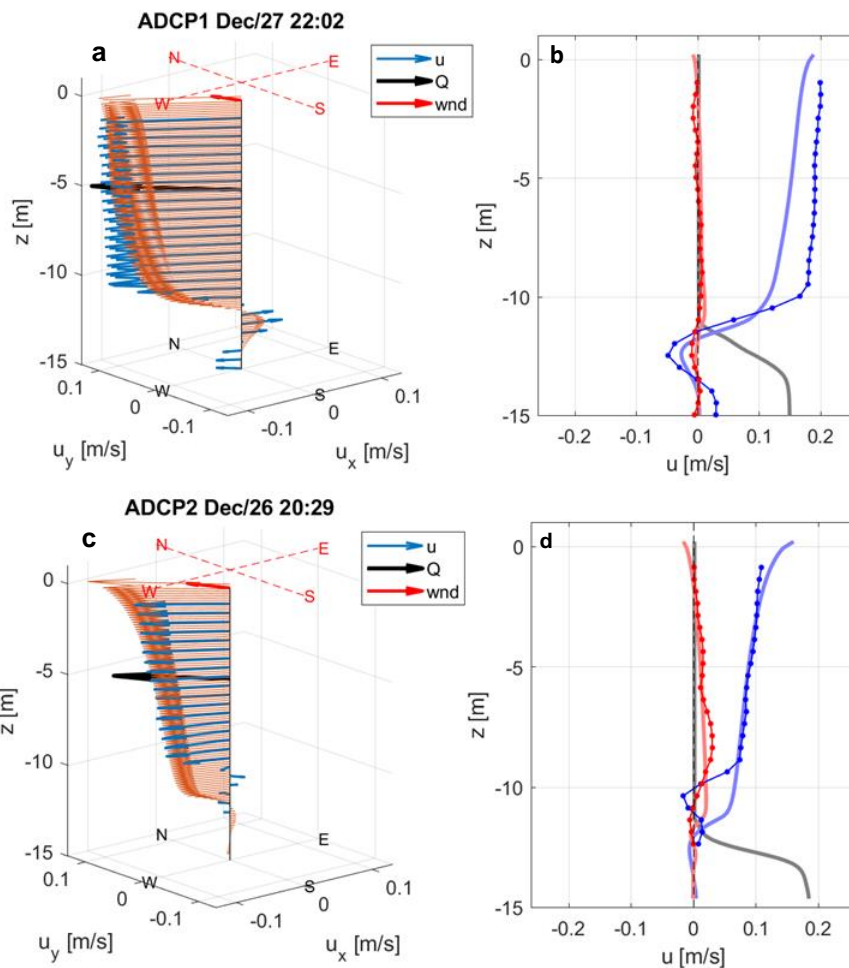 ADCP1 Dec/27 22:02
a
N
E
W
S
u
Q
wnd
0
-5
-10
-15
z [m]
N
E
W
S
0.1
0
-0.1
u_y [m/s]
-0.1
0
0.1
u_x [m/s]
b
0
-5
-10
-15
z [m]
-0.2
-0.1
0
0.1
0.2
u [m/s]
ADCP2 Dec/26 20:29
c
N
E
W
S
u
Q
wnd
0
-5
-10
-15
z [m]
N
E
W
S
0.1
0
-0.1
u_y [m/s]
-0.1
0
0.1
u_x [m/s]
d
0
-5
-10
-15
z [m]
-0.2
-0.1
0
0.1
0.2
u [m/s]